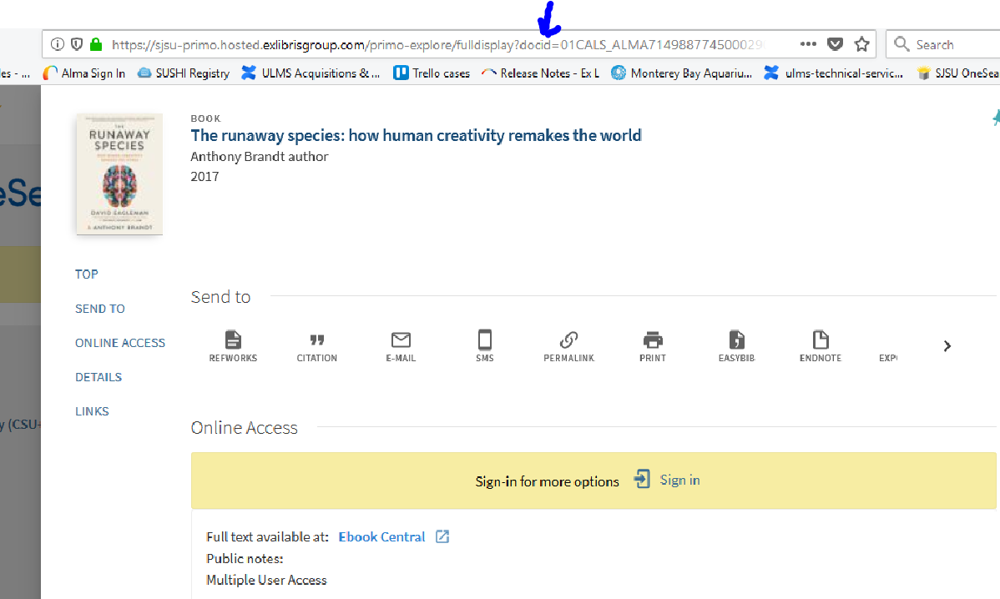 https://sjsu-primo.hosted.exlibrisgroup.com/primo-explore/fulldisplay?docid=01CALS_ALMA71498877450002
Search
les - ...
Alma Sign In
SUSHI Registry
ULMS Acquisitions & ...
Trello cases
Release Notes - Ex L
Monterey Bay Aquariu...
ulms-technical-servic...
SJSU OneSea
THE
RUNAWAY
SPECIES
DAVID EAGLEMAN
& ANTHONY BRANDT
BOOK
The runaway species: how human creativity remakes the world
Anthony Brandt author
2017
eSe
TOP
SEND TO
ONLINE ACCESS
DETAILS
LINKS
y (CSU+
Send to
REFWORKS
CITATION
E-MAIL
SMS
PERMALINK
PRINT
EASYBIB
ENDNOTE
EXPO
Online Access
Sign-in for more options
Sign in
Full text available at: Ebook Central
Public notes:
Multiple User Access